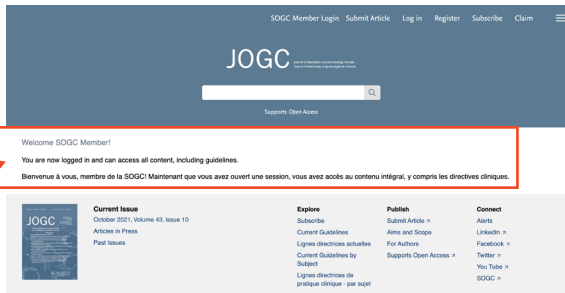 SOGC Member Login Submit Article Log in Register Subscribe Claim
JOGC
Supports Open Access
Welcome SOGC Member!
You are now logged in and can access all content, including guidelines.
Bienvenue à vous, membre de la SOGC! Maintenant que vous avez ouvert une session, vous avez accès au contenu intégral, y compris les directives cliniques.
JOGC
Current Issue
October 2021, Volume 43, Issue 10
Articles in Press
Past Issues
Explore
Subscribe
Current Guidelines
Lignes directrices actuelles
Current Guidelines by
Subject
Lignes directrices de
pratique clinique - par sujet
Publish
Submit Article
Aims and Scope
For Authors
Supports Open Access
Connect
Alerts
LinkedIn
Facebook
Twitter
You Tube
SOGC